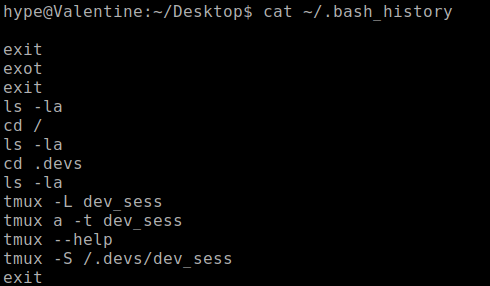 hype@Valentine:~/Desktop$ cat ~/.bash_history
exit
exot
exit
ls -la
cd /
ls -la
cd .devs
ls -la
tmux -L dev_sess
tmux a -t dev_sess
tmux --help
tmux -S /.devs/dev_sess
exit